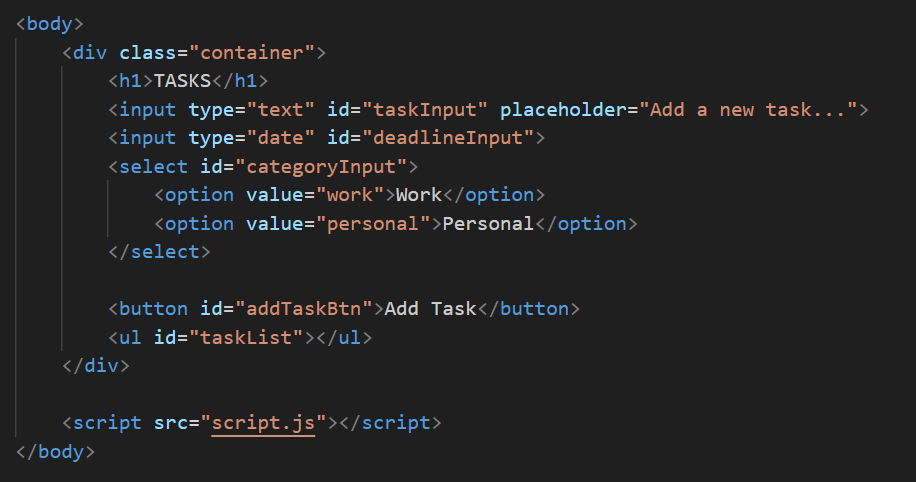 <body>
<div class="container">
<h1>TASKS</h1>
<input type="text" id="taskInput" placeholder="Add a new task...">
<input type="date" id="deadlineInput">
<select id="categoryInput">
<option value="work">Work</option>
<option value="personal">Personal</option>
</select>
<button id="addTaskBtn">Add Task</button>
<ul id="taskList"></ul>
</div>
<script src="script.js"></script>
</body>